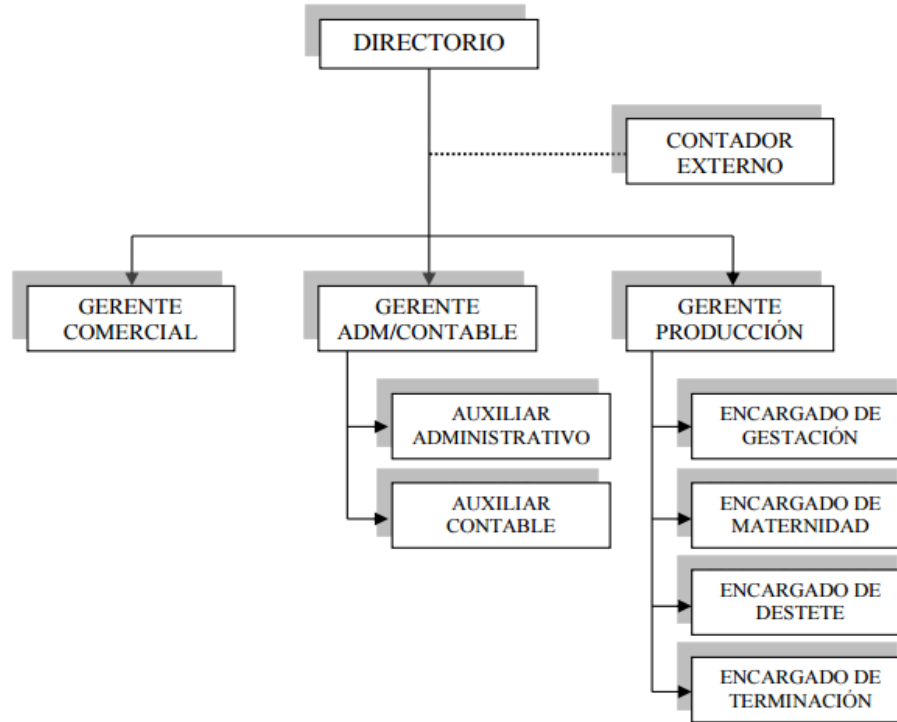 DIRECTORIO
CONTADOR
EXTERNO
GERENTE
COMERCIAL
GERENTE
ADM/CONTABLE
GERENTE
PRODUCCIÓN
AUXILIAR
ADMINISTRATIVO
AUXILIAR
CONTABLE
ENCARGADO DE
GESTACIÓN
ENCARGADO DE
MATERNIDAD
ENCARGADO DE
DESTETE
ENCARGADO DE
TERMINACIÓN